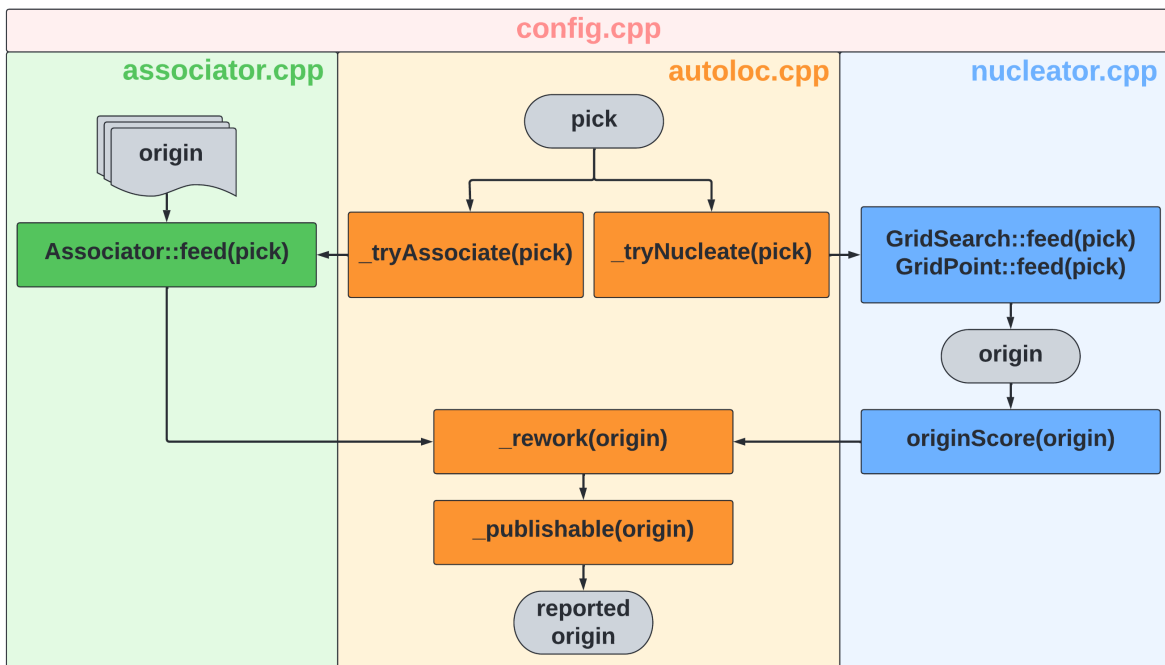 config.cpp
associator.cpp
autoloc.cpp
nucleator.cpp
pick
origin
Associator::feed(pick)
_tryAssociate(pick)
_tryNucleate(pick)
GridSearch::feed(pick)
GridPoint::feed(pick)
origin
_rework(origin)
originScore(origin)
_publishable(origin)
reported
origin